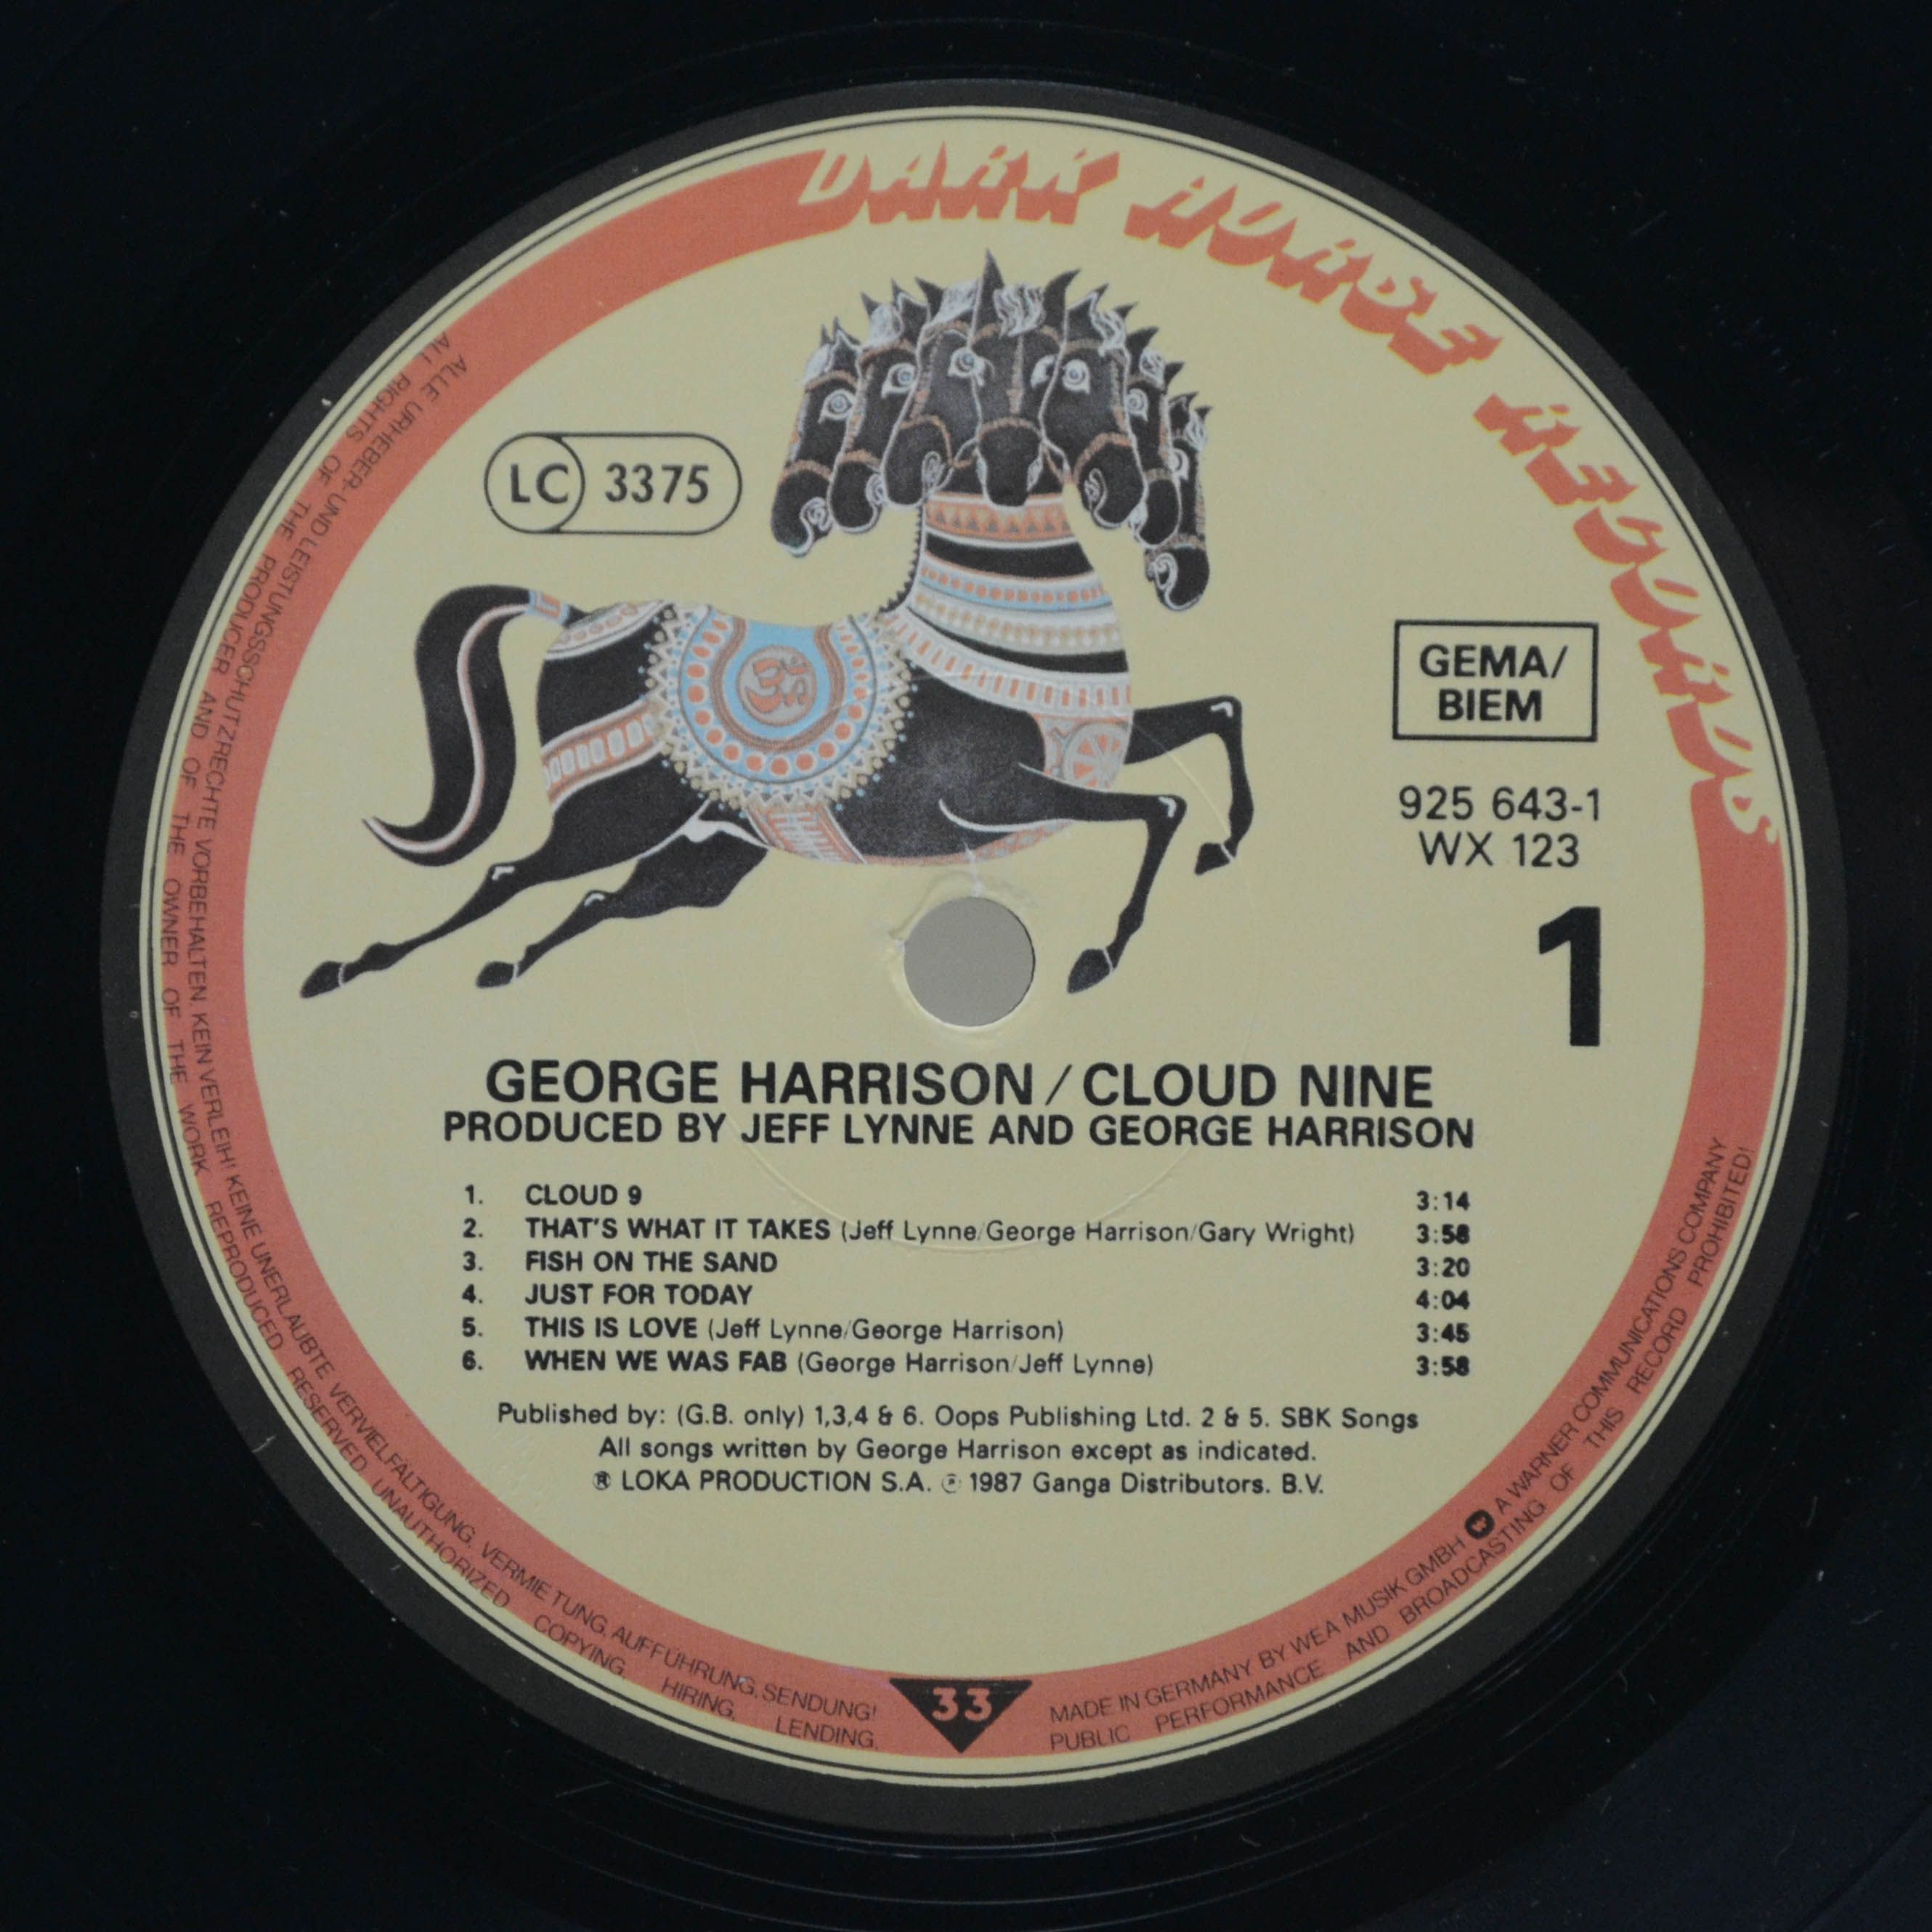 DARK HORSE RECORDS
LC 3375
ॐ
GEMA/
BIEM
925 643-1
WX 123
1
GEORGE HARRISON / CLOUD NINE
PRODUCED BY JEFF LYNNE AND GEORGE HARRISON
1. CLOUD 9 3:14
2. THAT'S WHAT IT TAKES (Jeff Lynne/George Harrison/Gary Wright) 3:58
3. FISH ON THE SAND 3:20
4. JUST FOR TODAY 4:04
5. THIS IS LOVE (Jeff Lynne/George Harrison) 3:45
6. WHEN WE WAS FAB (George Harrison/Jeff Lynne) 3:58
Published by: (G.B. only) 1,3,4 & 6. Oops Publishing Ltd. 2 & 5. SBK Songs
All songs written by George Harrison except as indicated.
® LOKA PRODUCTION S.A. ℗ 1987 Ganga Distributors. B.V.
ALLE URHEBER-UND LEISTUNGSSCHUTZRECHTE VORBEHALTEN. KEIN VERLEIH! KEINE UNERLAUBTE VERVIELFÄLTIGUNG, VERMIETUNG, AUFFÜHRUNG, SENDUNG!
ALL RIGHTS OF THE PRODUCER AND OF THE OWNER OF THE WORK REPRODUCED RESERVED. UNAUTHORIZED COPYING, HIRING, LENDING,
33
MADE IN GERMANY BY WEA MUSIK GMBH W A WARNER COMMUNICATIONS COMPANY
PUBLIC PERFORMANCE AND BROADCASTING OF THIS RECORD PROHIBITED!